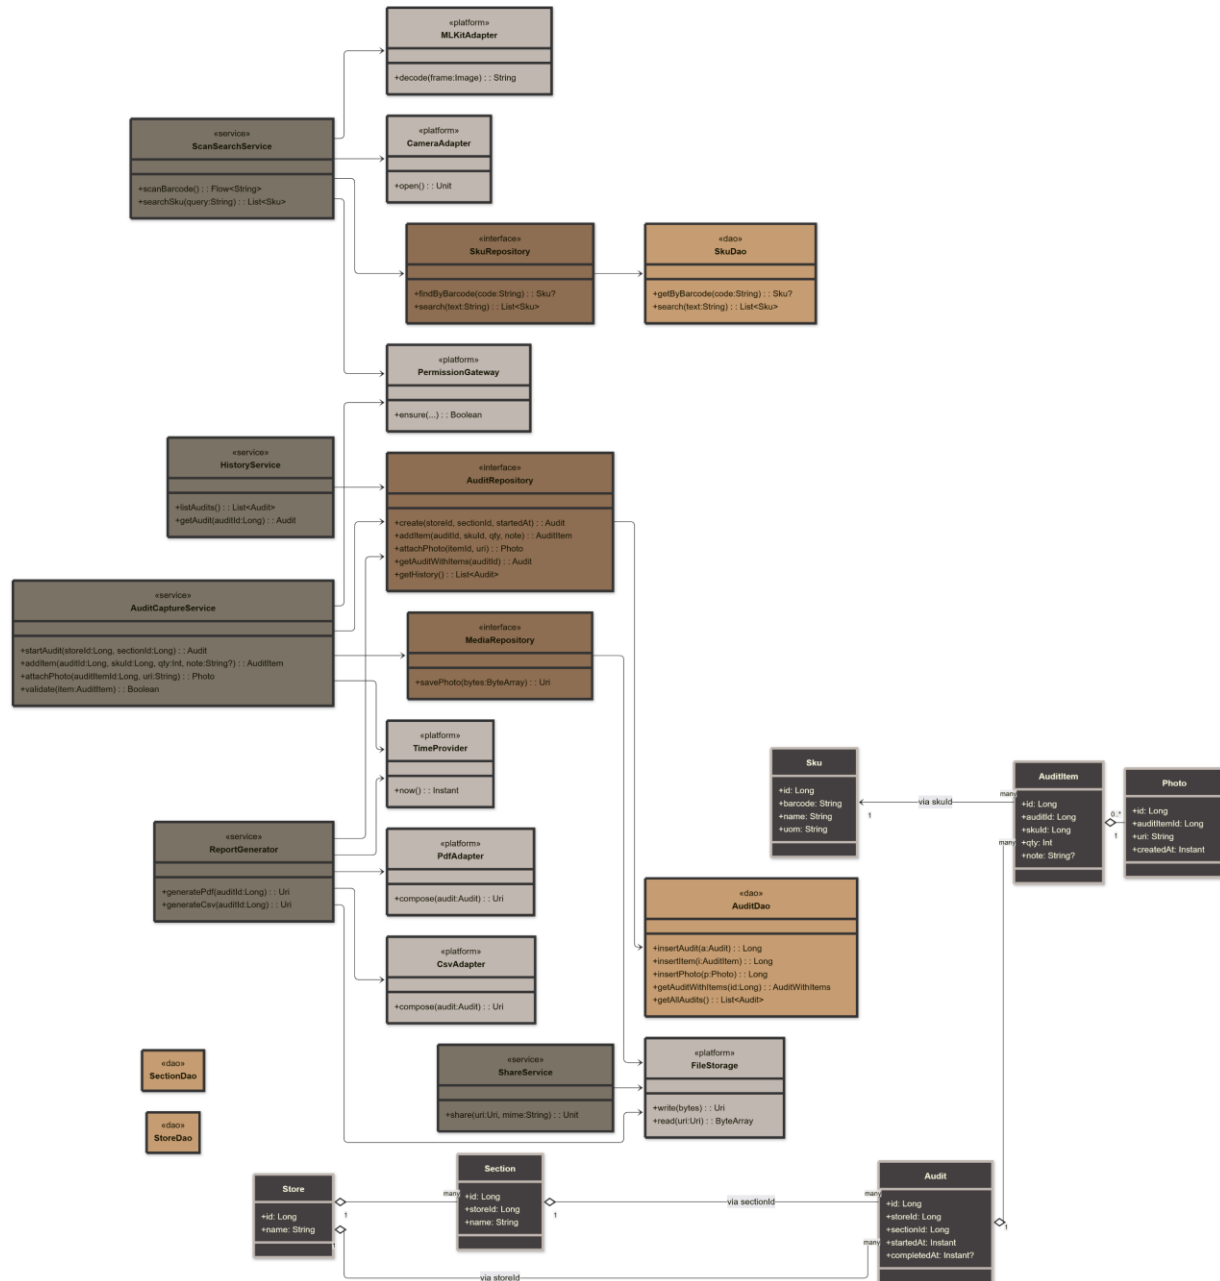 «platform»
MLKitAdapter
+decode(frame:Image) : : String
«service»
ScanSearchService
+scanBarcode() : : Flow<String>
+searchSku(query:String) : : List<Sku>
«platform»
CameraAdapter
+open() : : Unit
«interface»
SkuRepository
+findByBarcode(code:String) : : Sku?
+search(text:String) : : List<Sku>
«dao»
SkuDao
+getByBarcode(code:String) : : Sku?
+search(text:String) : : List<Sku>
«platform»
PermissionGateway
+ensure(...) : : Boolean
«service»
HistoryService
+listAudits() : : List<Audit>
+getAudit(auditId:Long) : : Audit
«interface»
AuditRepository
+create(storeId, sectionId, startedAt) : : Audit
+addItem(auditId, skuId, qty, note) : : AuditItem
+attachPhoto(itemId, uri) : : Photo
+getAuditWithItems(auditId) : : Audit
+getHistory() : : List<Audit>
«service»
AuditCaptureService
+startAudit(storeId:Long, sectionId:Long) : : Audit
+addItem(auditId:Long, skuId:Long, qty:Int, note:String?) : : AuditItem
+attachPhoto(auditItemId:Long, uri:String) : : Photo
+validate(item:AuditItem) : : Boolean
«interface»
MediaRepository
+savePhoto(bytes:ByteArray) : : Uri
«platform»
TimeProvider
+now() : : Instant
Sku
+id: Long
+barcode: String
+name: String
+uom: String
1
via skuId
many
AuditItem
+id: Long
+auditId: Long
+skuId: Long
+qty: Int
+note: String?
many
0..*
1
Photo
+id: Long
+auditItemId: Long
+uri: String
+createdAt: Instant
«service»
ReportGenerator
+generatePdf(auditId:Long) : : Uri
+generateCsv(auditId:Long) : : Uri
«platform»
PdfAdapter
+compose(audit:Audit) : : Uri
«dao»
AuditDao
+insertAudit(a:Audit) : : Long
+insertItem(i:AuditItem) : : Long
+insertPhoto(p:Photo) : : Long
+getAuditWithItems(id:Long) : : AuditWithItems
+getAllAudits() : : List<Audit>
«platform»
CsvAdapter
+compose(audit:Audit) : : Uri
«dao»
SectionDao
«dao»
StoreDao
«service»
ShareService
+share(uri:Uri, mime:String) : : Unit
«platform»
FileStorage
+write(bytes) : : Uri
+read(uri:Uri) : : ByteArray
Store
+id: Long
+name: String
1
1
many
Section
+id: Long
+storeId: Long
+name: String
1
via sectionId
many
via storeId
many
Audit
+id: Long
+storeId: Long
+sectionId: Long
+startedAt: Instant
+completedAt: Instant?
1